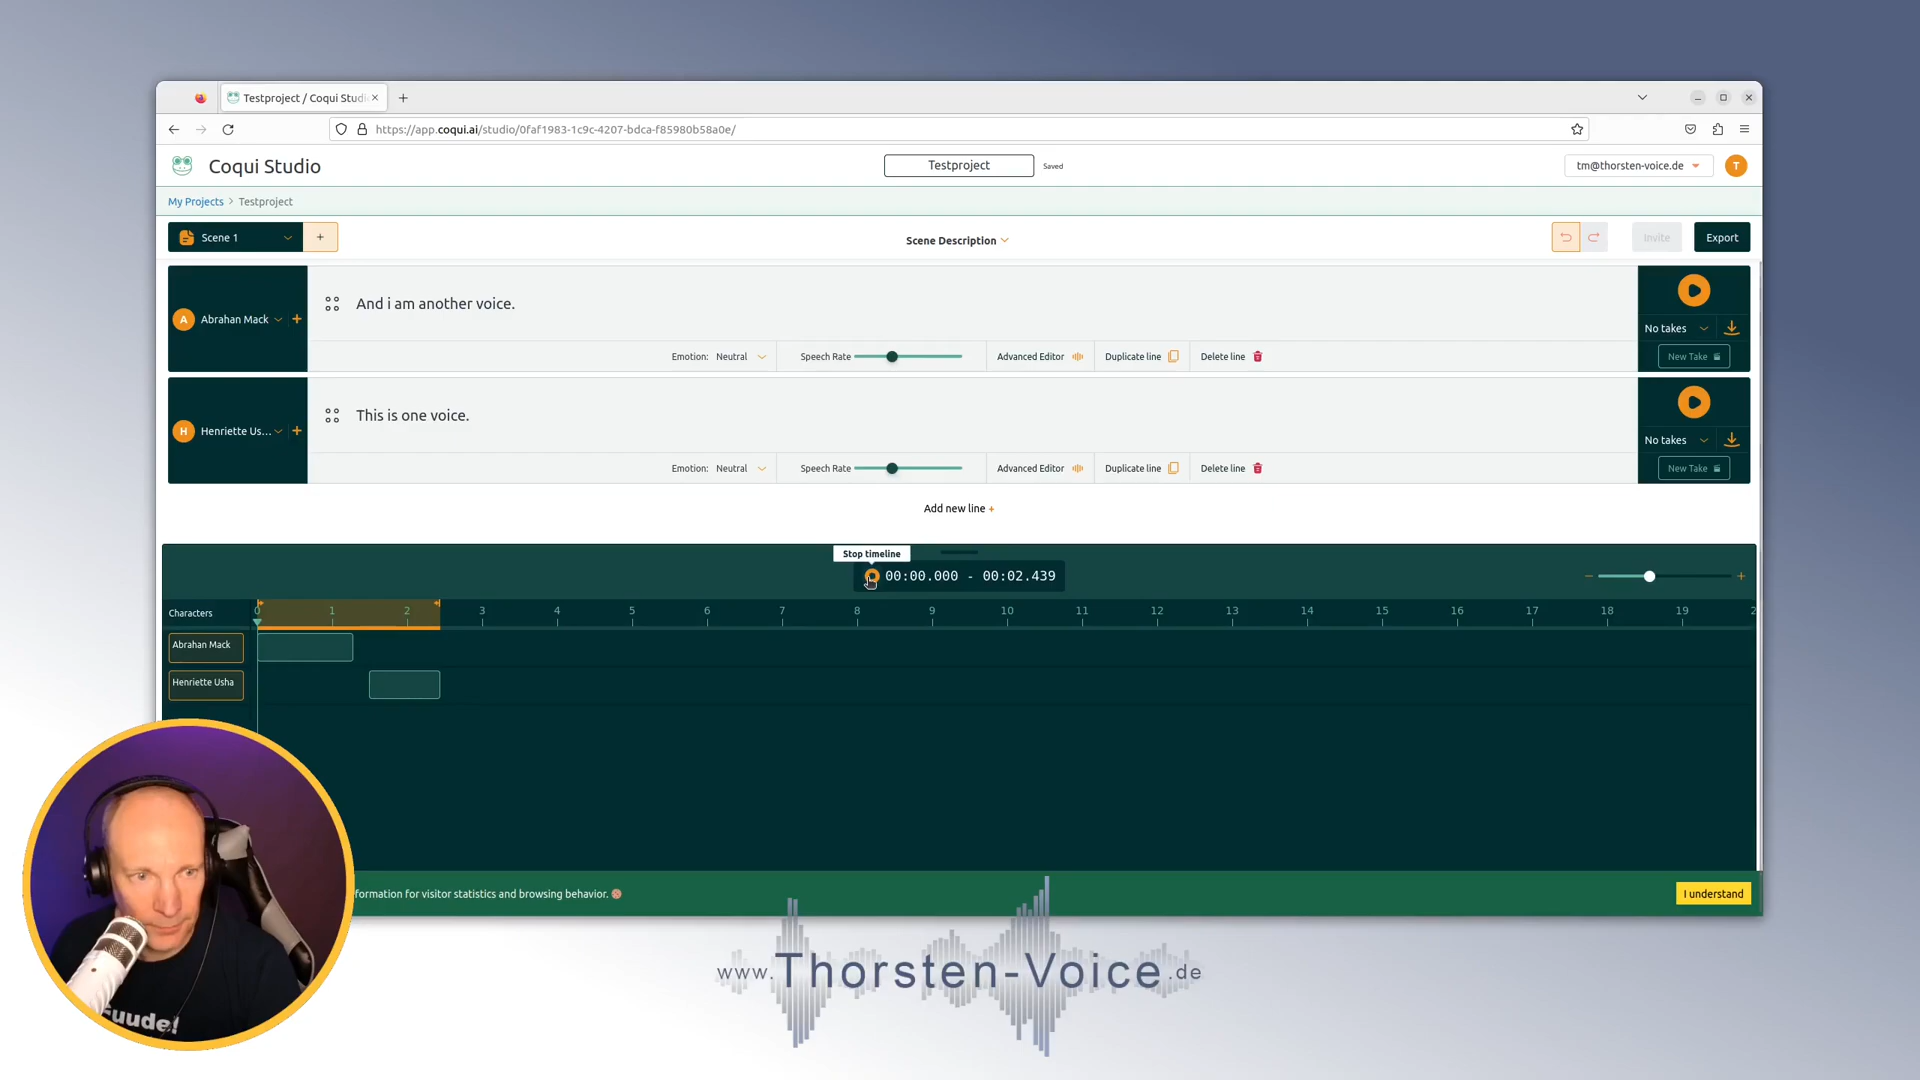 Testproject / Coqui Studi
https://app.coqui.ai/studio/0faf1983-1c9c-4207-bdca-f85980b58a0e/
Coqui Studio
Testproject
Saved
tm@thorsten-voice.de
T
My Projects > Testproject
Scene 1
+
Scene Description
Invite
Export
A
Abrahan Mack
+
And i am another voice.
No takes
Emotion: Neutral
Speech Rate
Advanced Editor
Duplicate line
Delete line
New Take
H
Henriette Us...
+
This is one voice.
No takes
Emotion: Neutral
Speech Rate
Advanced Editor
Duplicate line
Delete line
New Take
Add new line +
Stop timeline
00:00.000 - 00:02.439
Characters
0 1 2 3 4 5 6 7 8 9 10 11 12 13 14 15 16 17 18 19 2
Abrahan Mack
Henriette Usha
formation for visitor statistics and browsing behavior.
I understand
www.Thorsten-Voice.de
uude!